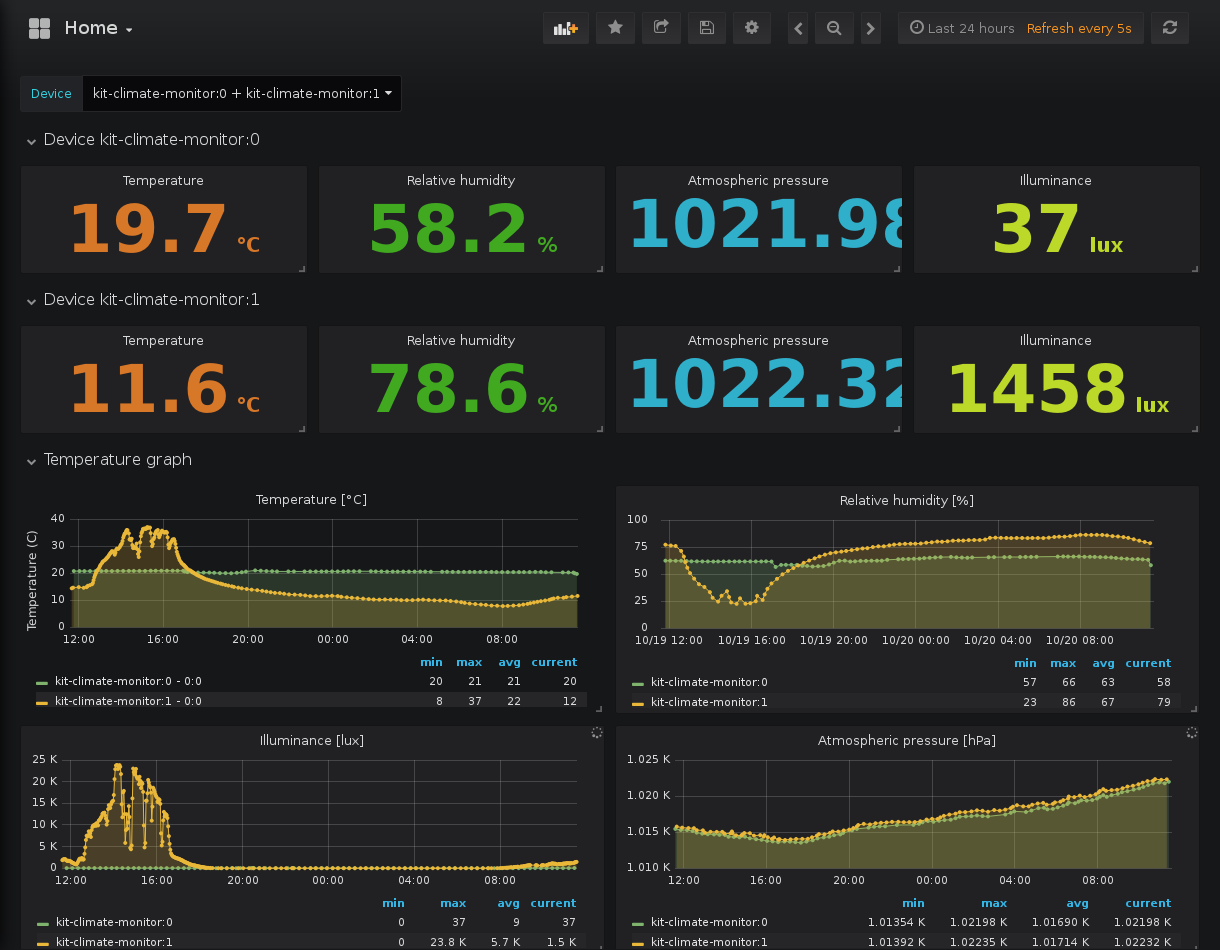 Home
Last 24 hours Refresh every 5s
Device kit-climate-monitor:0 + kit-climate-monitor:1
Device kit-climate-monitor:0
Temperature Relative humidity Atmospheric pressure Illuminance
19.7 °C 58.2 % 1021.98 37 lux
Device kit-climate-monitor:1
Temperature Relative humidity Atmospheric pressure Illuminance
11.6 °C 78.6 % 1022.32 1458 lux
Temperature graph
Temperature [°C]
Temperature (C)
40
30
20
10
0
12:00 16:00 20:00 00:00 04:00 08:00
min max avg current
kit-climate-monitor:0 - 0:0 20 21 21 20
kit-climate-monitor:1 - 0:0 8 37 22 12
Relative humidity [%]
100
75
50
25
0
10/19 12:00 10/19 16:00 10/19 20:00 10/20 00:00 10/20 04:00 10/20 08:00
min max avg current
kit-climate-monitor:0 57 66 63 58
kit-climate-monitor:1 23 86 67 79
Illuminance [lux]
25 K
20 K
15 K
10 K
5 K
0
12:00 16:00 20:00 00:00 04:00 08:00
min max avg current
kit-climate-monitor:0 0 37 9 37
kit-climate-monitor:1 0 23.8 K 5.7 K 1.5 K
Atmospheric pressure [hPa]
1.025 K
1.020 K
1.015 K
1.010 K
12:00 16:00 20:00 00:00 04:00 08:00
min max avg current
kit-climate-monitor:0 1.01354 K 1.02198 K 1.01690 K 1.02198 K
kit-climate-monitor:1 1.01392 K 1.02235 K 1.01714 K 1.02232 K